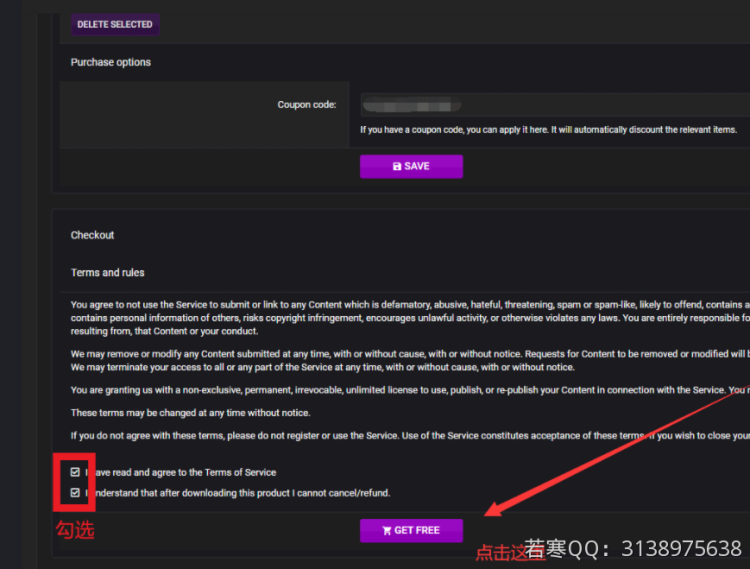 DELETE SELECTED
Purchase options
Coupon code:
If you have a coupon code, you can apply it here. It will automatically discount the relevant items.
SAVE
Checkout
Terms and rules
You agree to not use the Service to submit or link to any Content which is defamatory, abusive, hateful, threatening, spam or spam-like, likely to offend, contains a
contains personal information of others, risks copyright infringement, encourages unlawful activity, or otherwise violates any laws. You are entirely responsible fo
resulting from, that Content or your conduct.
We may remove or modify any Content submitted at any time, with or without cause, with or without notice. Requests for Content to be removed or modified will b
We may terminate your access to all or any part of the Service at any time, with or without cause, with or without notice.
You are granting us with a non-exclusive, permanent, irrevocable, unlimited license to use, publish, or re-publish your Content in connection with the Service. You r
These terms may be changed at any time without notice.
If you do not agree with these terms, please do not register or use the Service. Use of the Service constitutes acceptance of these terms. If you wish to close your
I have read and agree to the Terms of Service
I understand that after downloading this product I cannot cancel/refund.
勾选
GET FREE
点击这里
若寒QQ：3138975638